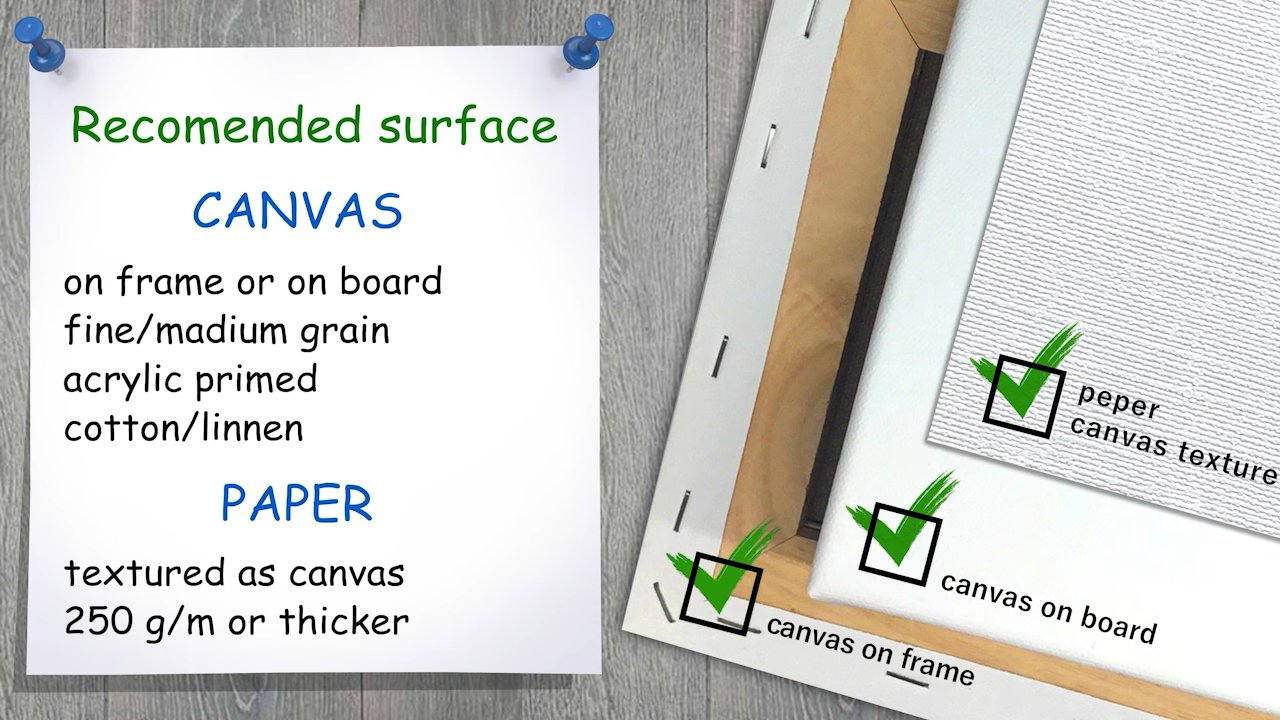 Recomended surface
CANVAS
on frame or on board
fine/madium grain
acrylic primed
cotton/linnen
PAPER
textured as canvas
250 g/m or thicker
peper
canvas texture
canvas on board
canvas on frame